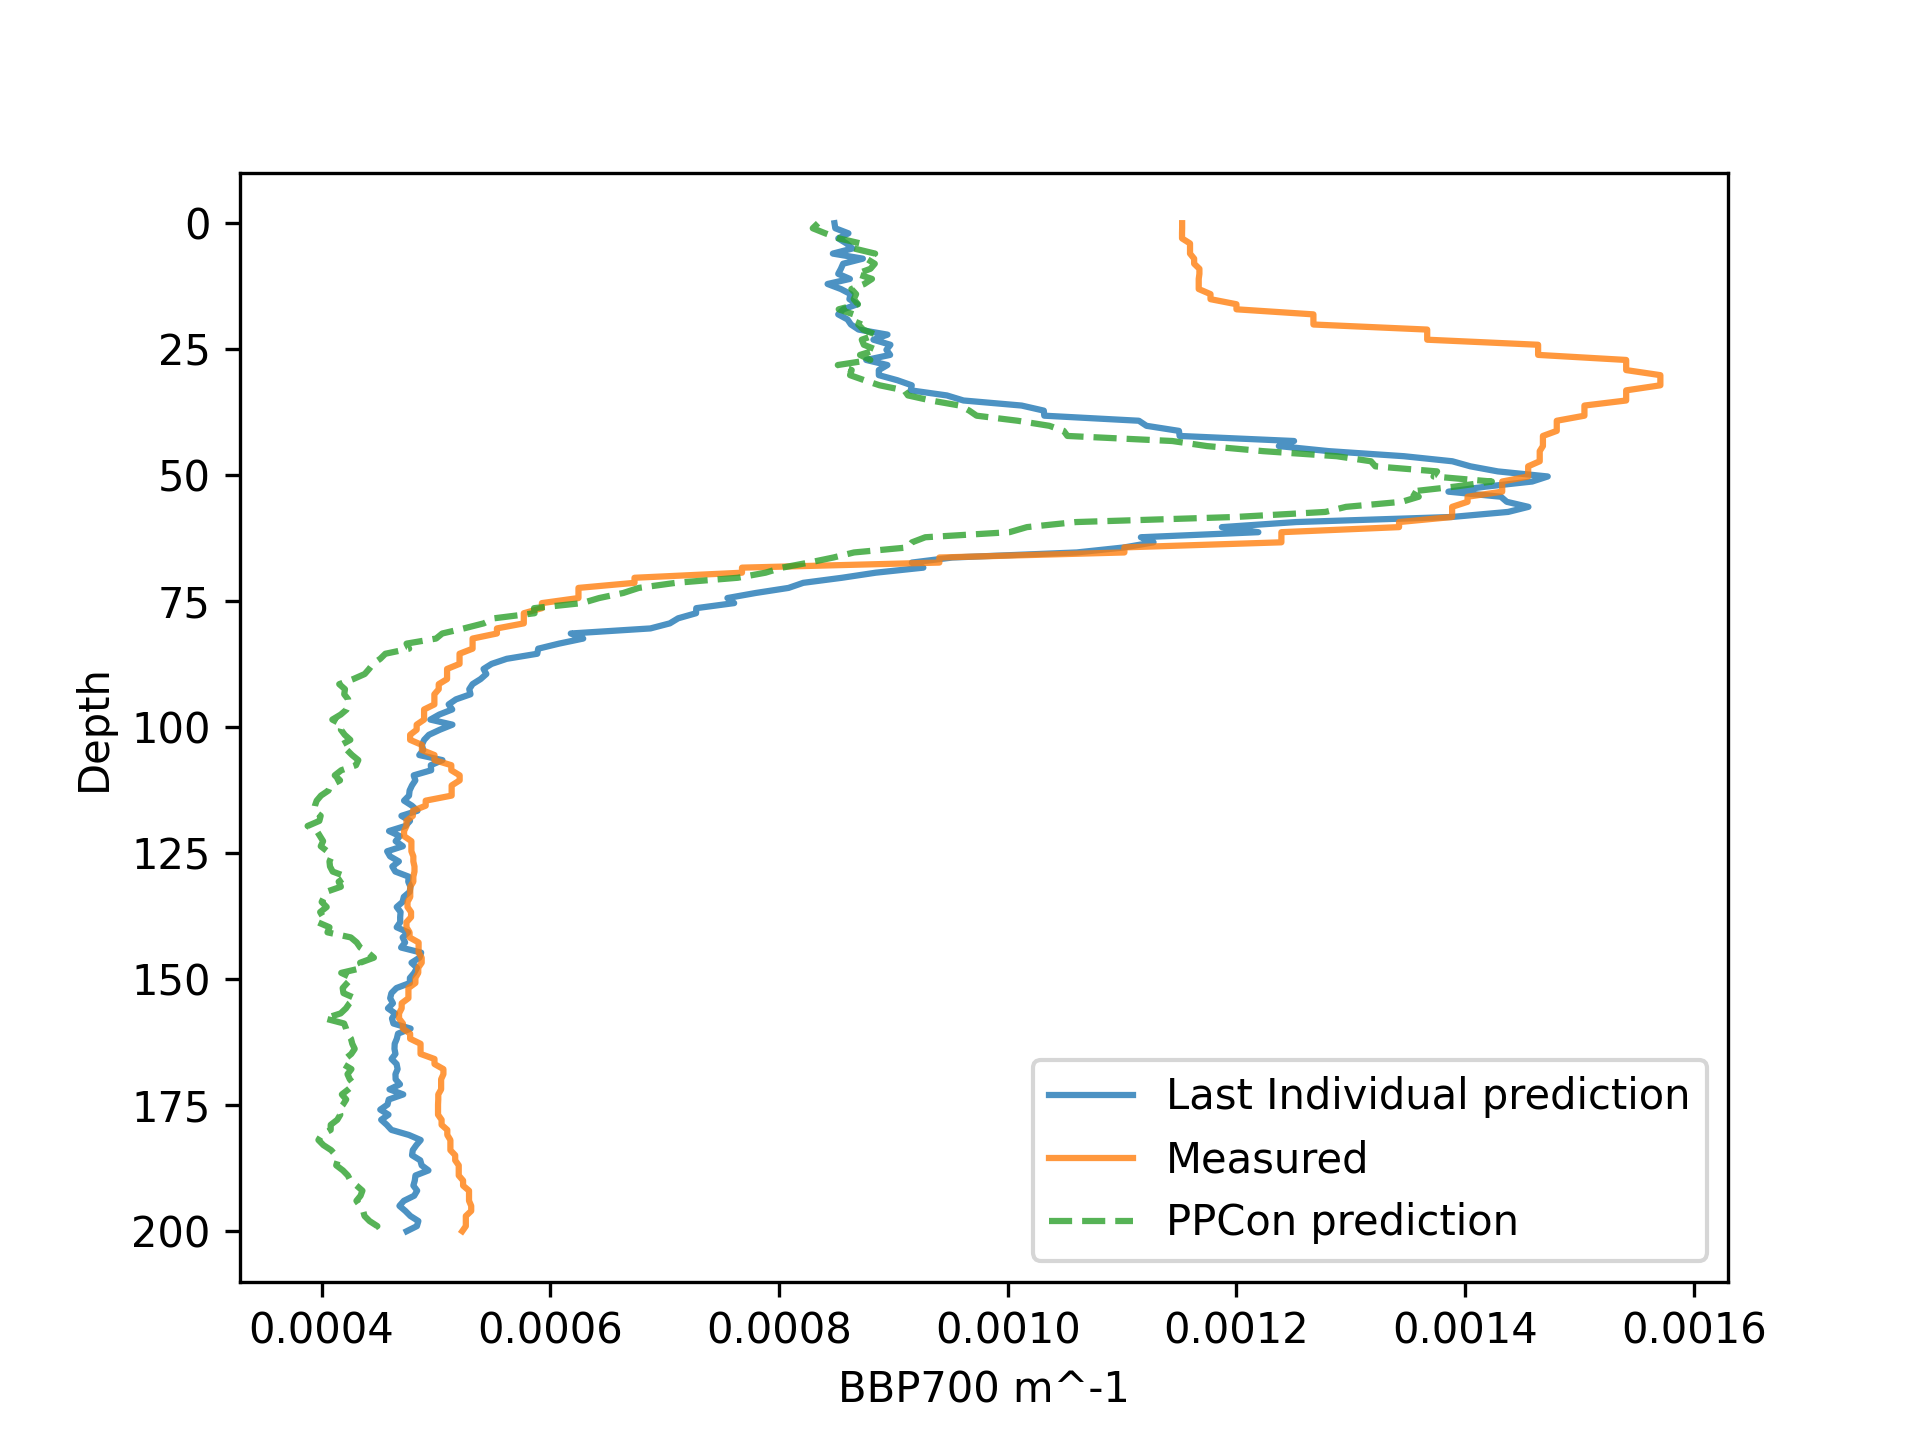 0
25
50
75
100
125
150
175
200
Depth
0.0004 0.0006 0.0008 0.0010 0.0012 0.0014 0.0016
BBP700 m^-1
Last Individual prediction
Measured
PPCon prediction